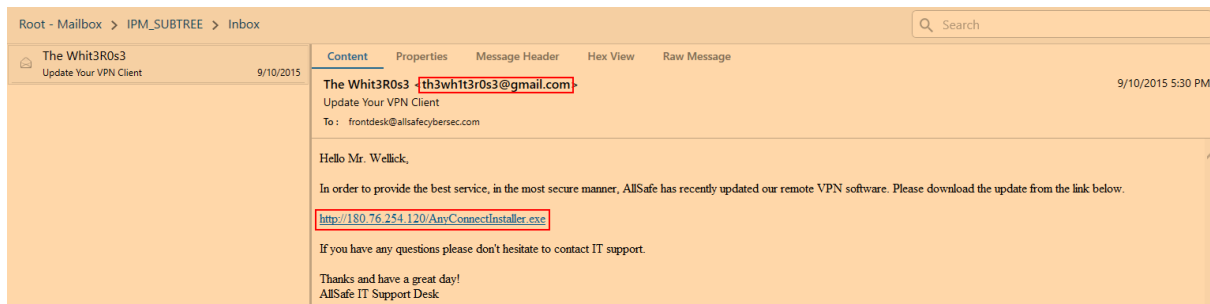 Root - Mailbox > IPM_SUBTREE > Inbox
Search
The Whit3R0s3
Update Your VPN Client 9/10/2015
Content Properties Message Header Hex View Raw Message
The Whit3R0s3 <th3wh1t3r0s3@gmail.com> 9/10/2015 5:30 PM
Update Your VPN Client
To : frontdesk@allsafecybersec.com
Hello Mr. Wellick,
In order to provide the best service, in the most secure manner, AllSafe has recently updated our remote VPN software. Please download the update from the link below.
http://180.76.254.120/AnyConnectInstaller.exe
If you have any questions please don't hesitate to contact IT support.
Thanks and have a great day!
AllSafe IT Support Desk